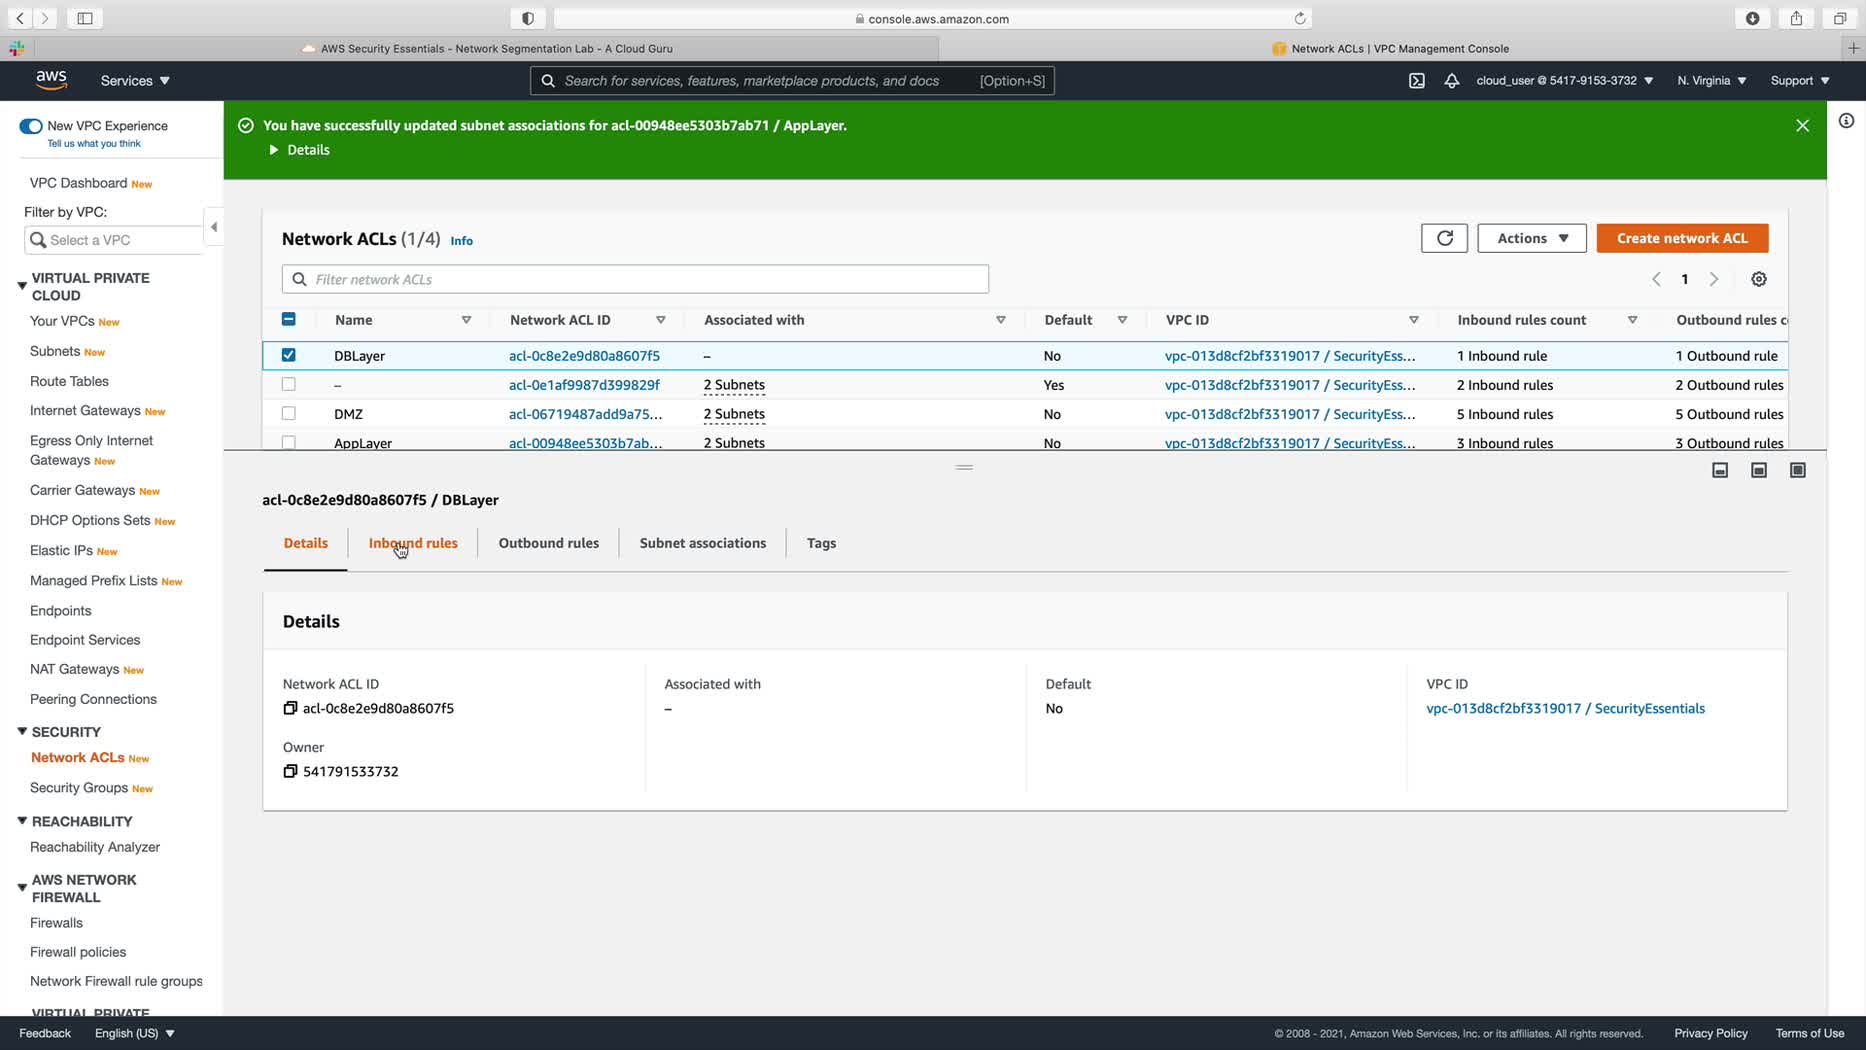 console.aws.amazon.com
AWS Security Essentials - Network Segmentation Lab - A Cloud Guru
Network ACLs | VPC Management Console
aws
Services
Search for services, features, marketplace products, and docs
[Option+S]
cloud_user @ 5417-9153-3732
N. Virginia
Support
New VPC Experience
Tell us what you think
You have successfully updated subnet associations for acl-00948ee5303b7ab71 / AppLayer.
Details
VPC Dashboard New
Filter by VPC:
Select a VPC
VIRTUAL PRIVATE
CLOUD
Your VPCs New
Subnets New
Route Tables
Internet Gateways New
Egress Only Internet
Gateways New
Carrier Gateways New
DHCP Options Sets New
Elastic IPs New
Managed Prefix Lists New
Endpoints
Endpoint Services
NAT Gateways New
Peering Connections
SECURITY
Network ACLs New
Security Groups New
REACHABILITY
Reachability Analyzer
AWS NETWORK
FIREWALL
Firewalls
Firewall policies
Network Firewall rule groups
VIRTUAL PRIVATE
Network ACLs (1/4) Info
Actions
Create network ACL
Filter network ACLs
1
Name Network ACL ID Associated with Default VPC ID Inbound rules count Outbound rules c
DBLayer acl-0c8e2e9d80a8607f5 – No vpc-013d8cf2bf3319017 / SecurityEss... 1 Inbound rule 1 Outbound rule
– acl-0e1af9987d399829f 2 Subnets Yes vpc-013d8cf2bf3319017 / SecurityEss... 2 Inbound rules 2 Outbound rules
DMZ acl-06719487add9a75... 2 Subnets No vpc-013d8cf2bf3319017 / SecurityEss... 5 Inbound rules 5 Outbound rules
AppLayer acl-00948ee5303b7ab... 2 Subnets No vpc-013d8cf2bf3319017 / SecurityEss... 3 Inbound rules 3 Outbound rules
acl-0c8e2e9d80a8607f5 / DBLayer
Details
Inbound rules
Outbound rules
Subnet associations
Tags
Details
Network ACL ID
acl-0c8e2e9d80a8607f5
Associated with
–
Default
No
VPC ID
vpc-013d8cf2bf3319017 / SecurityEssentials
Owner
541791533732
Feedback
English (US)
© 2008 - 2021, Amazon Web Services, Inc. or its affiliates. All rights reserved.
Privacy Policy
Terms of Use